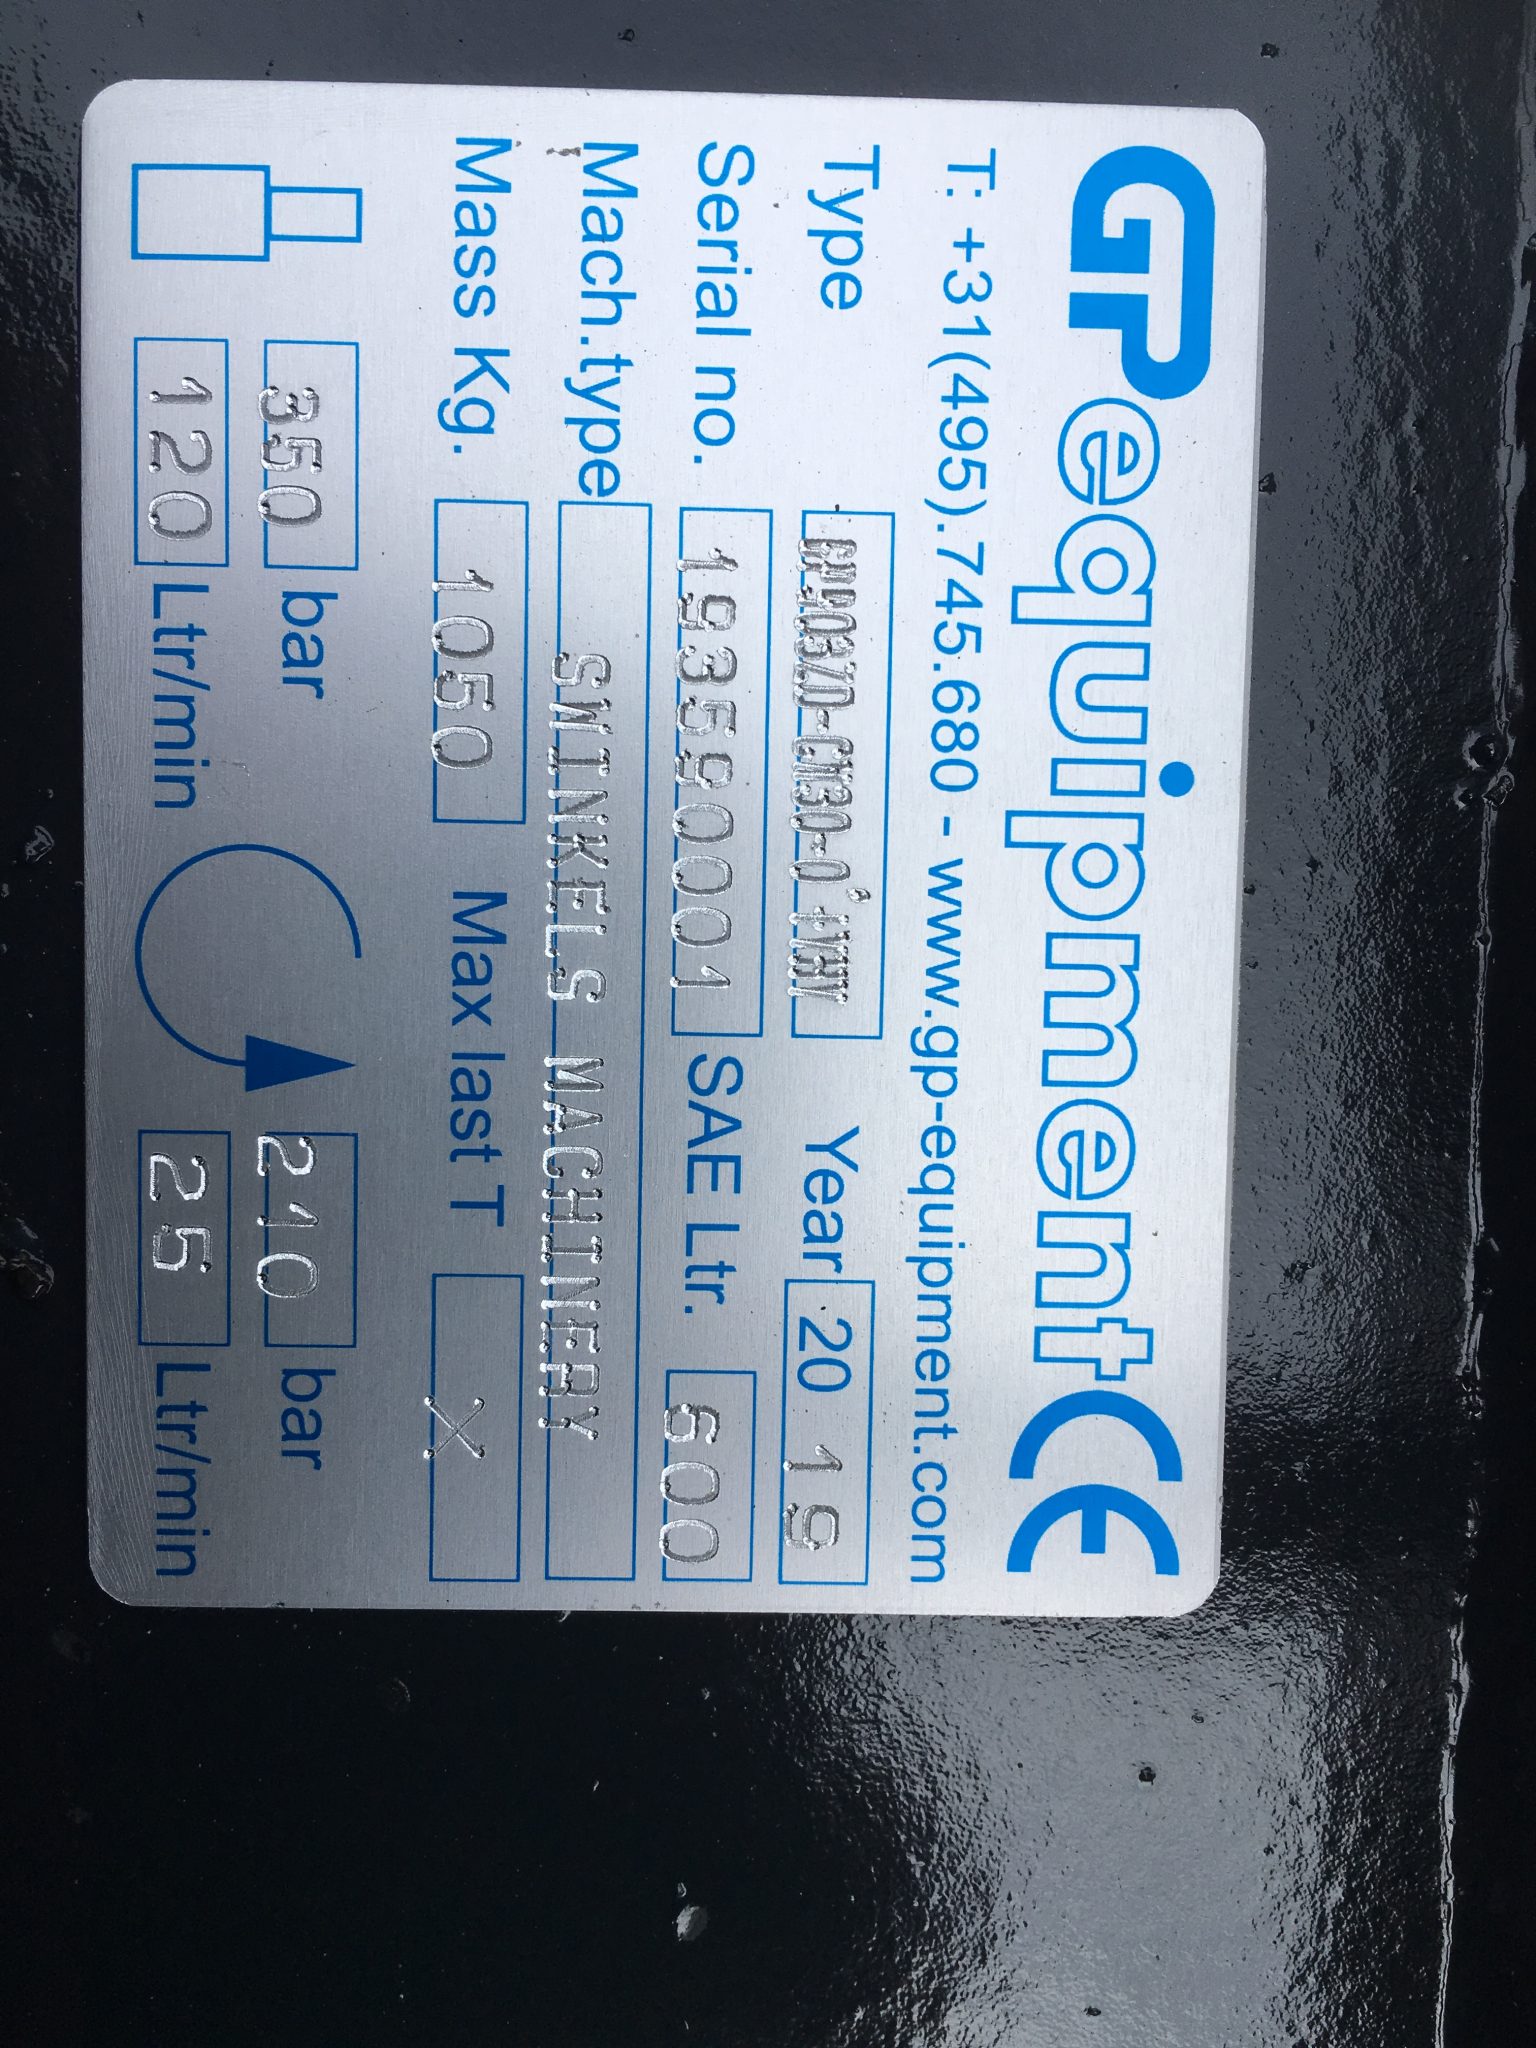 GP equipment CE
T: +31(495).745.680 - www.gp-equipment.com
Type Year 20 19
Serial no. 1935900001 SAE Ltr. 600
Mach.type SWINKELS MACHINERY
Mass Kg. 1050 Max last T X
350 bar 210 bar
120 Ltr/min 25 Ltr/min